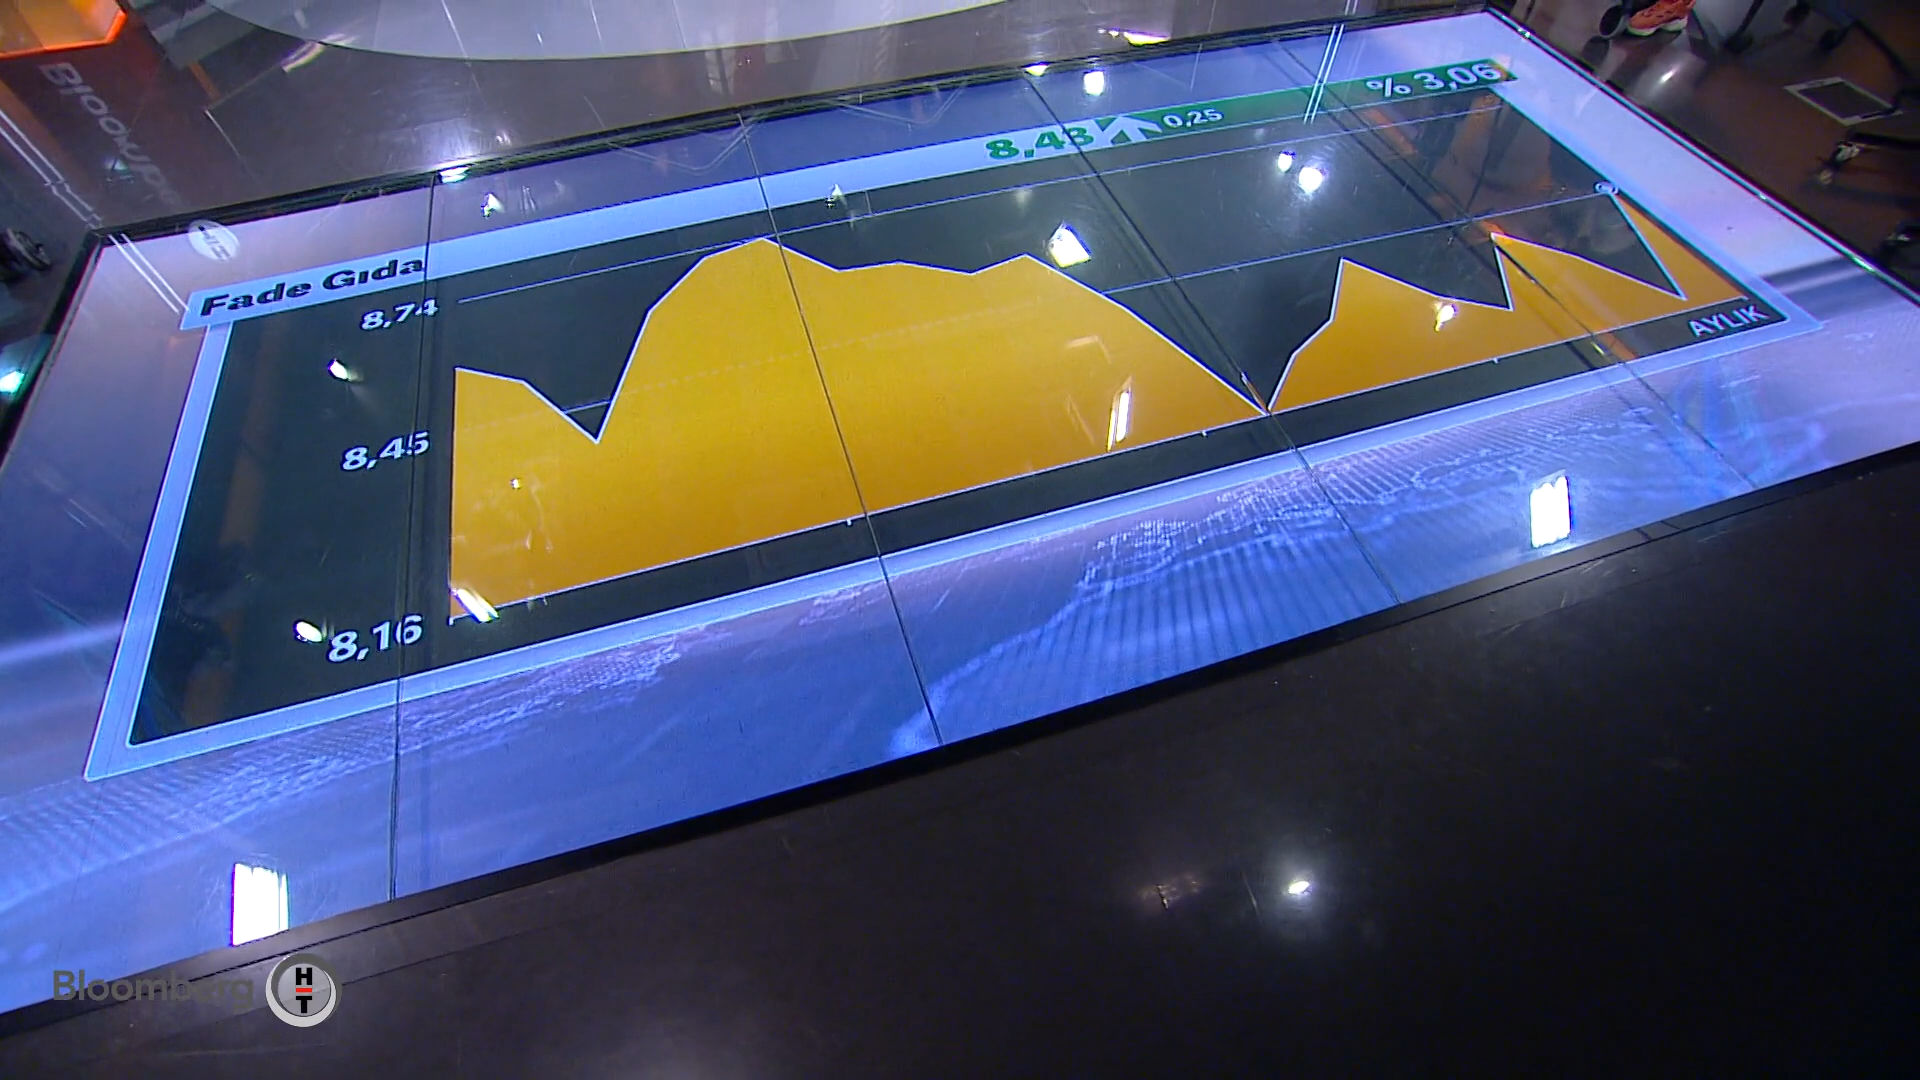 % 3,06
8,43 0,25
Fade Gıda
8,74
8,45
8,16
AYLIK
Bloomberg
HT